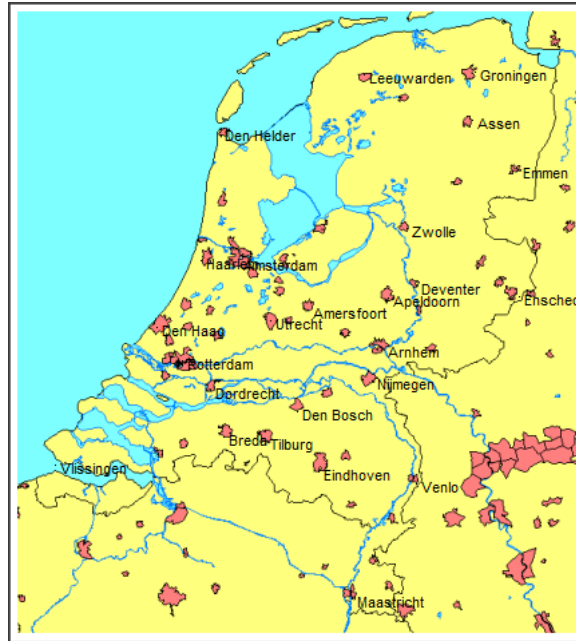 Leeuwarden
Groningen
Den Helder
Assen
Emmen
Zwolle
Haarlem
msterdam
Deventer
Enschede
Apeldoorn
Amersfoort
Den Haag
Utrecht
Arnhem
Rotterdam
Nijmegen
Dordrecht
Den Bosch
Breda
Tilburg
Vlissingen
Eindhoven
Venlo
Maastricht